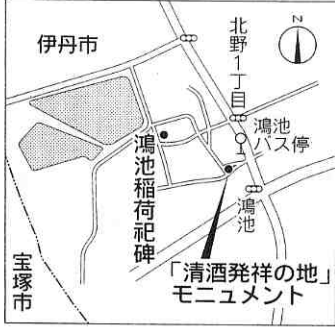 伊丹市
北野1丁目
N
鴻池
バス停
鴻池稲荷祠碑
鴻池
宝塚市
「清酒発祥の地」
モニュメント